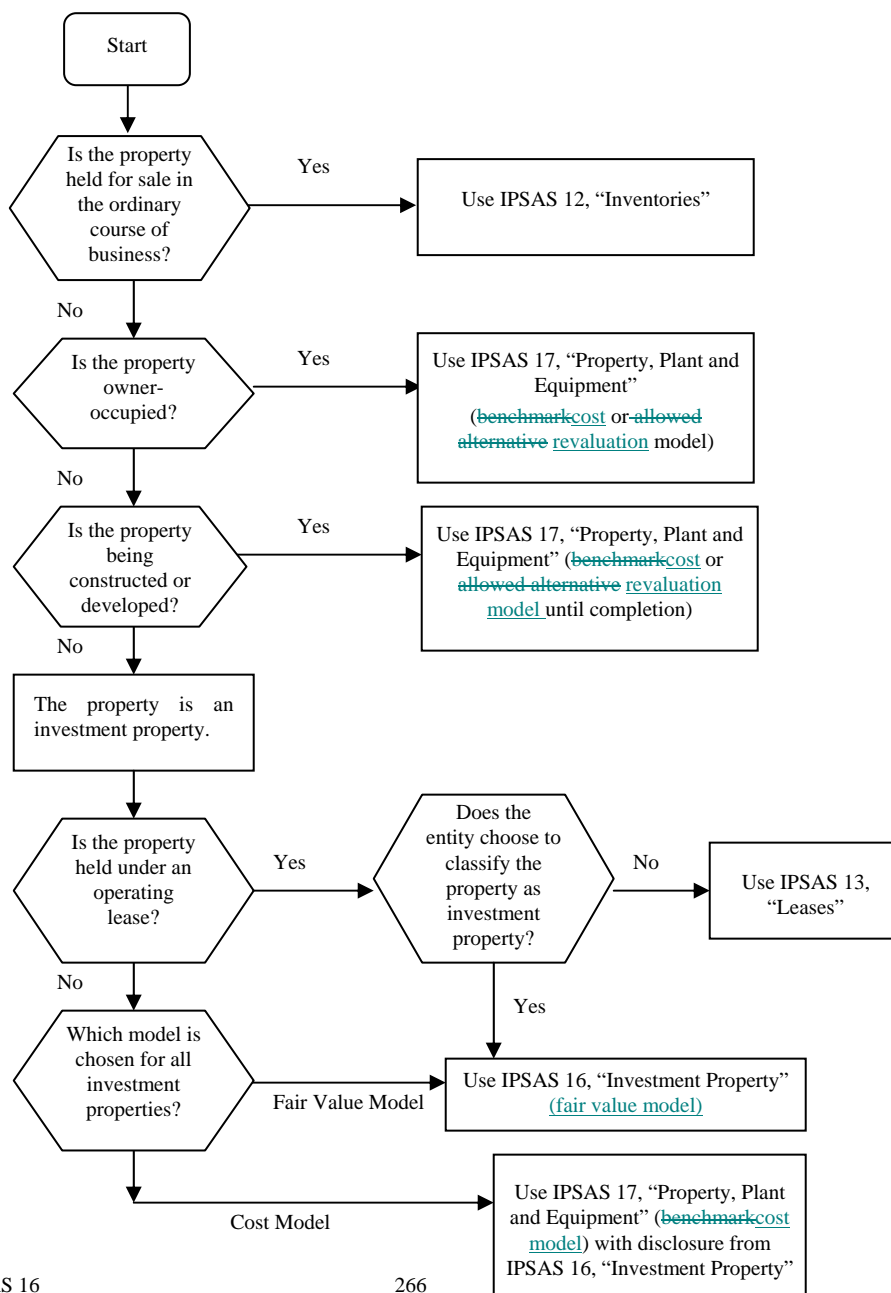 Start
Is the property
held for sale in
the ordinary
course of
business?
Yes
Use IPSAS 12, “Inventories”
No
Is the property
owner-
occupied?
Yes
Use IPSAS 17, “Property, Plant and
Equipment”
(benchmarkcost or allowed
alternative revaluation model)
No
Is the property
being
constructed or
developed?
Yes
Use IPSAS 17, “Property, Plant and
Equipment” (benchmarkcost or
allowed alternative revaluation
model until completion)
No
The property is an
investment property.
Is the property
held under an
operating
lease?
Yes
Does the
entity choose to
classify the
property as
investment
property?
No
Use IPSAS 13,
“Leases”
No
Yes
Which model is
chosen for all
investment
properties?
Fair Value Model
Use IPSAS 16, “Investment Property”
(fair value model)
Cost Model
Use IPSAS 17, “Property, Plant
and Equipment” (benchmarkcost
model) with disclosure from
IPSAS 16, “Investment Property”
AS 16
266